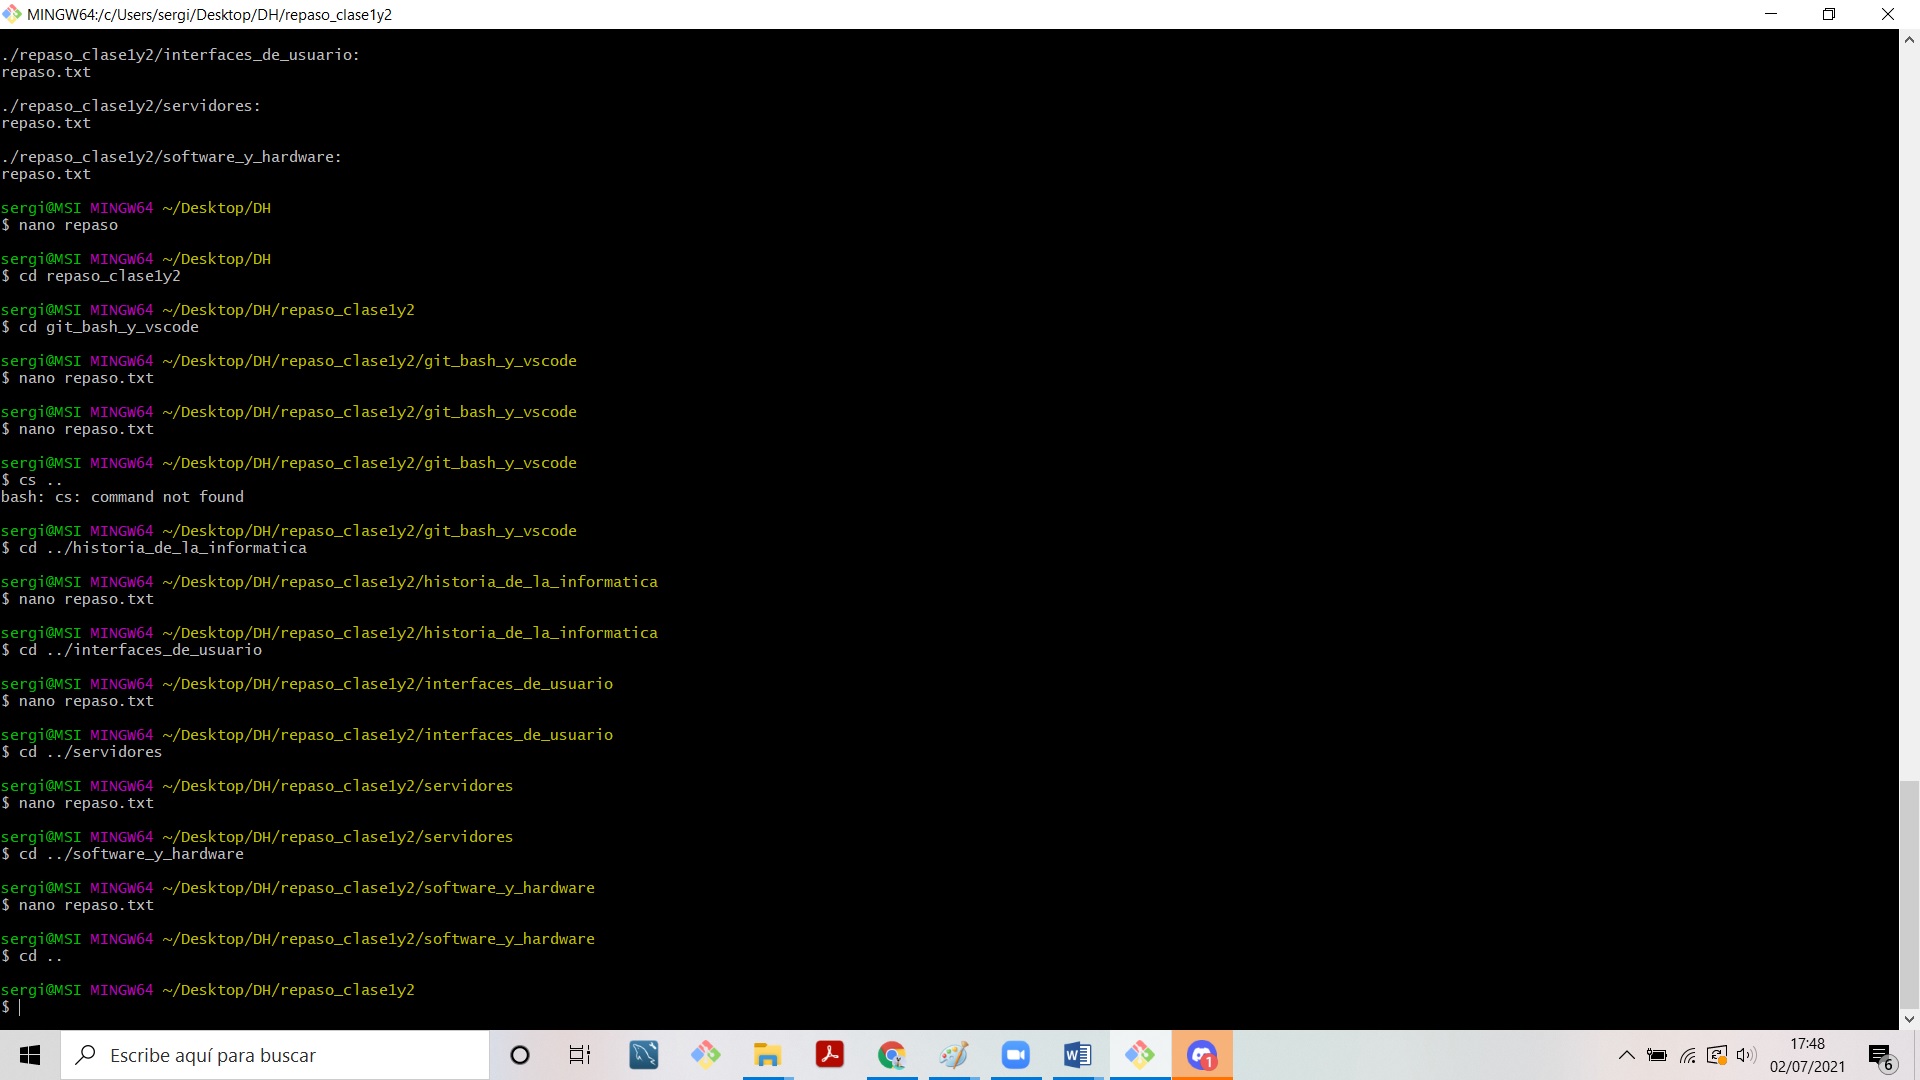 MINGW64:/c/Users/sergi/Desktop/DH/repaso_clase1y2
./repaso_clase1y2/interfaces_de_usuario:
repaso.txt
./repaso_clase1y2/servidores:
repaso.txt
./repaso_clase1y2/software_y_hardware:
repaso.txt
sergi@MSI MINGW64 ~/Desktop/DH
$ nano repaso
sergi@MSI MINGW64 ~/Desktop/DH
$ cd repaso_clase1y2
sergi@MSI MINGW64 ~/Desktop/DH/repaso_clase1y2
$ cd git_bash_y_vscode
sergi@MSI MINGW64 ~/Desktop/DH/repaso_clase1y2/git_bash_y_vscode
$ nano repaso.txt
sergi@MSI MINGW64 ~/Desktop/DH/repaso_clase1y2/git_bash_y_vscode
$ nano repaso.txt
sergi@MSI MINGW64 ~/Desktop/DH/repaso_clase1y2/git_bash_y_vscode
$ cs ..
bash: cs: command not found
sergi@MSI MINGW64 ~/Desktop/DH/repaso_clase1y2/git_bash_y_vscode
$ cd ../historia_de_la_informatica
sergi@MSI MINGW64 ~/Desktop/DH/repaso_clase1y2/historia_de_la_informatica
$ nano repaso.txt
sergi@MSI MINGW64 ~/Desktop/DH/repaso_clase1y2/historia_de_la_informatica
$ cd ../interfaces_de_usuario
sergi@MSI MINGW64 ~/Desktop/DH/repaso_clase1y2/interfaces_de_usuario
$ nano repaso.txt
sergi@MSI MINGW64 ~/Desktop/DH/repaso_clase1y2/interfaces_de_usuario
$ cd ../servidores
sergi@MSI MINGW64 ~/Desktop/DH/repaso_clase1y2/servidores
$ nano repaso.txt
sergi@MSI MINGW64 ~/Desktop/DH/repaso_clase1y2/servidores
$ cd ../software_y_hardware
sergi@MSI MINGW64 ~/Desktop/DH/repaso_clase1y2/software_y_hardware
$ nano repaso.txt
sergi@MSI MINGW64 ~/Desktop/DH/repaso_clase1y2/software_y_hardware
$ cd ..
sergi@MSI MINGW64 ~/Desktop/DH/repaso_clase1y2
$
Escribe aquí para buscar
1
17:48
02/07/2021
6